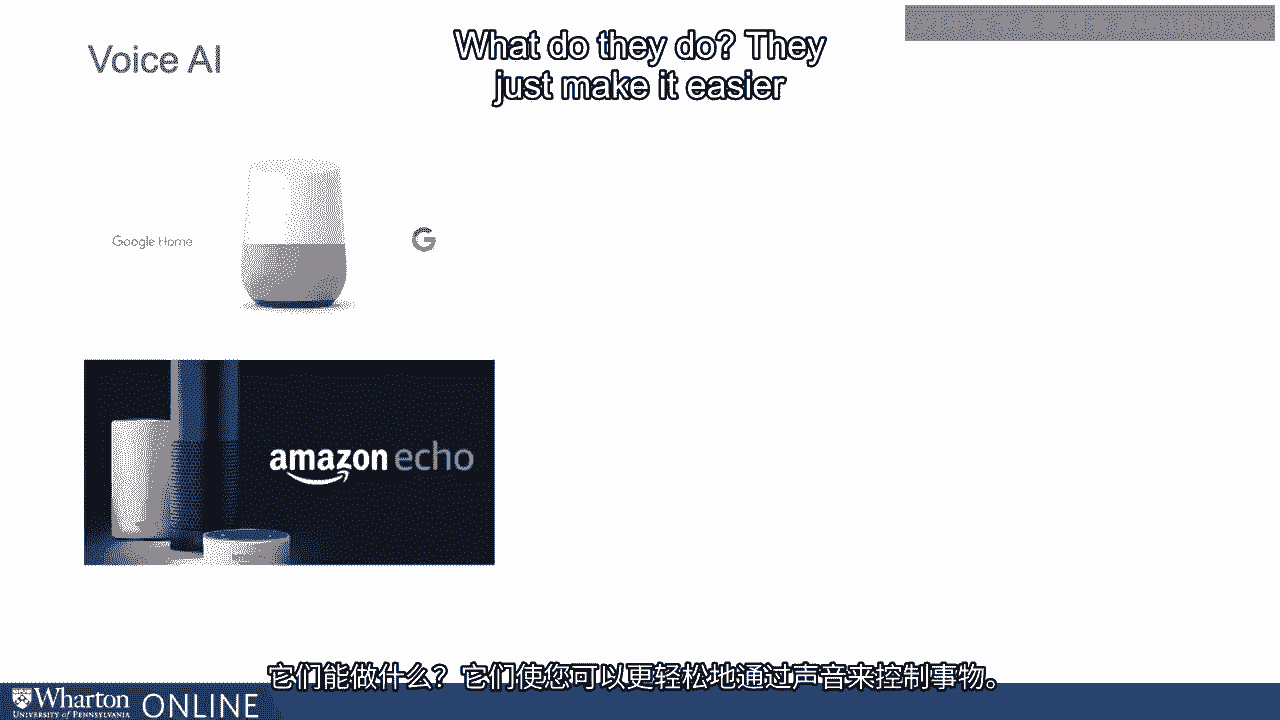 Voice AI
What do they do? They
just make it easier
Google Home
G
amazon echo
它们能做什么？它们使您可以更轻松地通过声音来控制事物。
Wharton
UNIVERSITY of PENNSYLVANIA
ONLINE